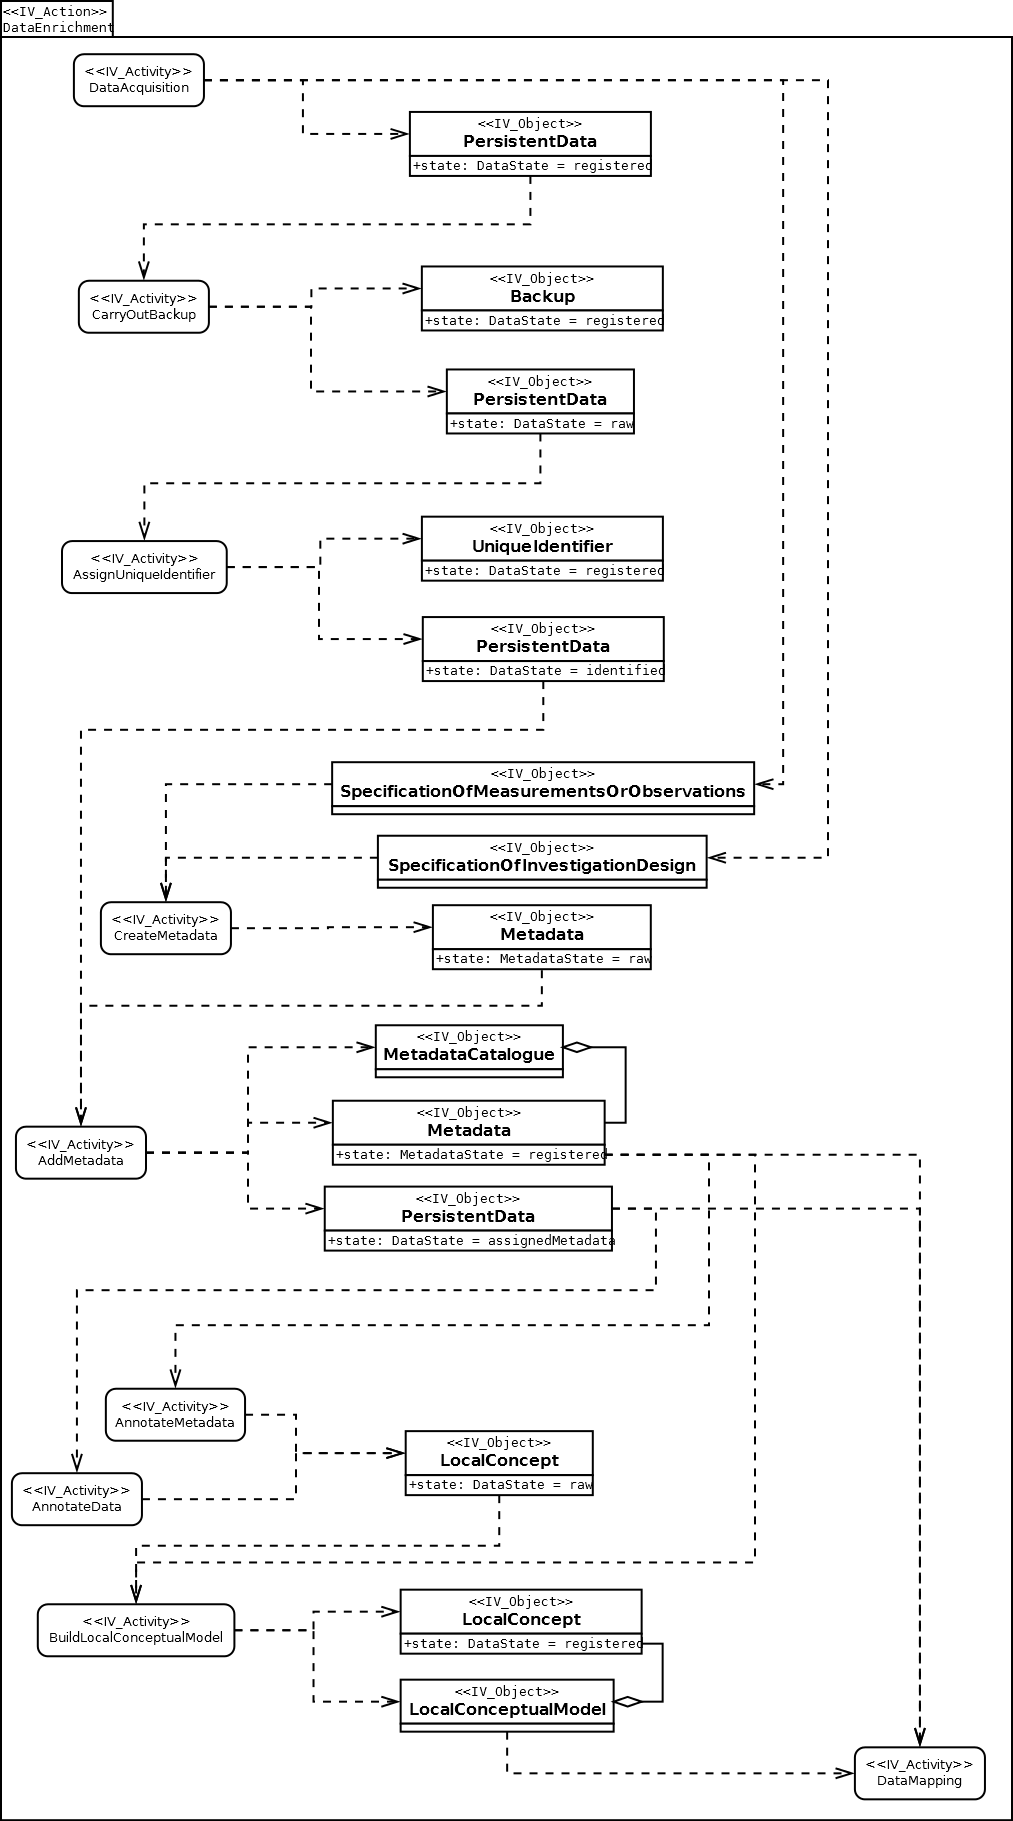 <<IV_Action>>
DataEnrichment
<<IV_Activity>>
DataAcquisition
<<IV_Object>>
PersistentData
+state: DataState = registered
<<IV_Activity>>
CarryOutBackup
<<IV_Object>>
Backup
+state: DataState = registered
<<IV_Object>>
PersistentData
+state: DataState = raw
<<IV_Activity>>
AssignUniqueIdentifier
<<IV_Object>>
UniqueIdentifier
+state: DataState = registered
<<IV_Object>>
PersistentData
+state: DataState = identified
<<IV_Object>>
SpecificationOfMeasurementsOrObservations
<<IV_Object>>
SpecificationOfInvestigationDesign
<<IV_Activity>>
CreateMetadata
<<IV_Object>>
Metadata
+state: MetadataState = raw
<<IV_Object>>
MetadataCatalogue
<<IV_Activity>>
AddMetadata
<<IV_Object>>
Metadata
+state: MetadataState = registered
<<IV_Object>>
PersistentData
+state: DataState = assignedMetadata
<<IV_Activity>>
AnnotateMetadata
<<IV_Object>>
LocalConcept
+state: DataState = raw
<<IV_Activity>>
AnnotateData
<<IV_Activity>>
BuildLocalConceptualModel
<<IV_Object>>
LocalConcept
+state: DataState = registered
<<IV_Object>>
LocalConceptualModel
<<IV_Activity>>
DataMapping